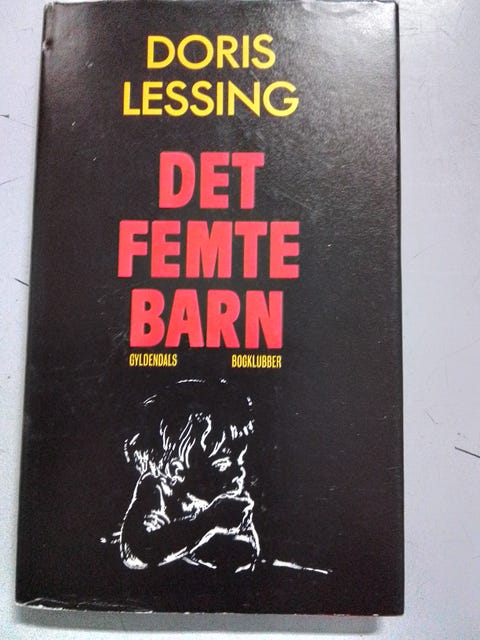 DORIS
LESSING
DET
FEMTE
BARN
GYLDENDALS BOGKLUBBER